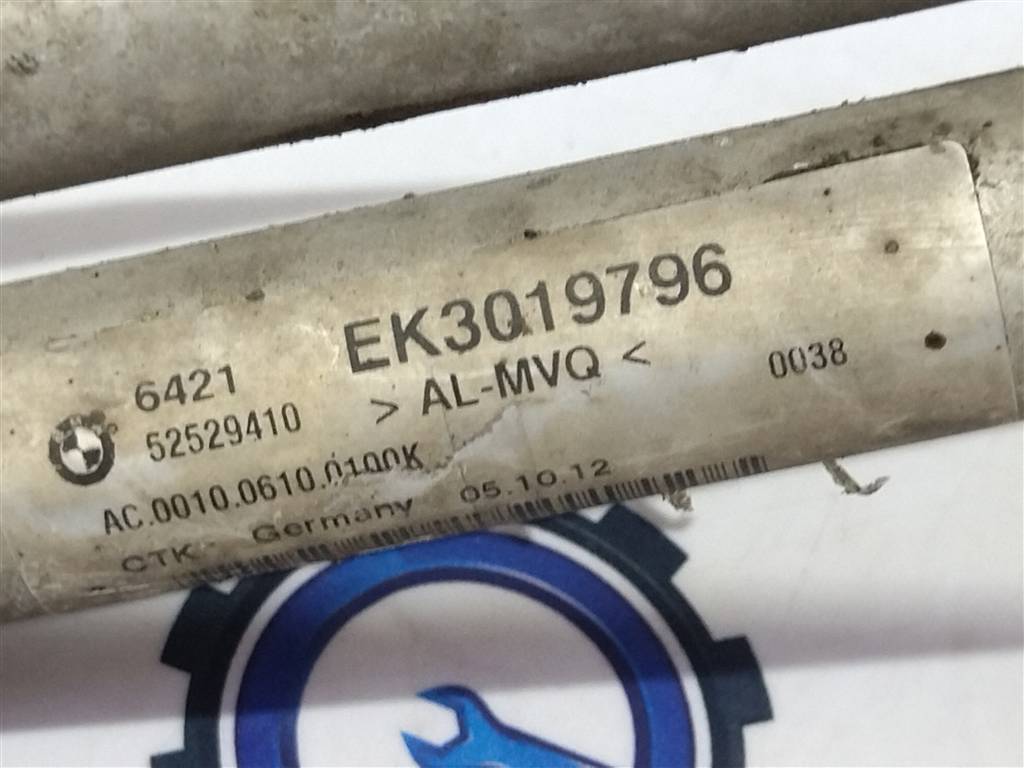 EK3019796
6421
52529410
> AL-MVQ <
0038
AC.0010.0610.0100K
CTK Germany 05.10.12